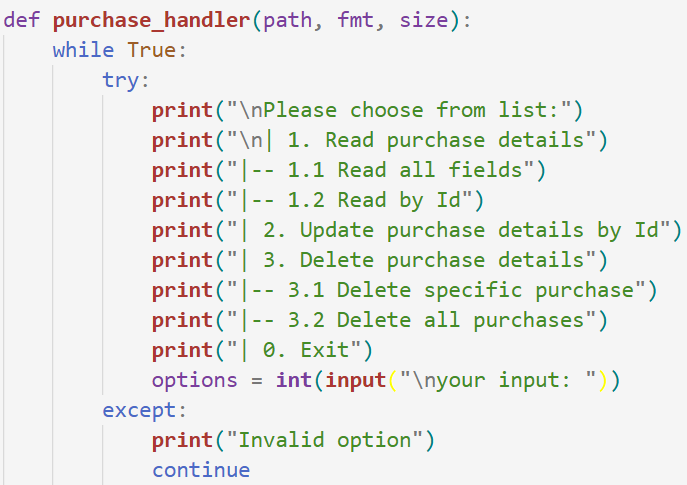 def purchase_handler(path, fmt, size):
    while True:
        try:
            print("\nPlease choose from list:")
            print("\n| 1. Read purchase details")
            print("|-- 1.1 Read all fields")
            print("|-- 1.2 Read by Id")
            print("| 2. Update purchase details by Id")
            print("| 3. Delete purchase details")
            print("|-- 3.1 Delete specific purchase")
            print("|-- 3.2 Delete all purchases")
            print("| 0. Exit")
            options = int(input("\nyour input: "))
        except:
            print("Invalid option")
            continue